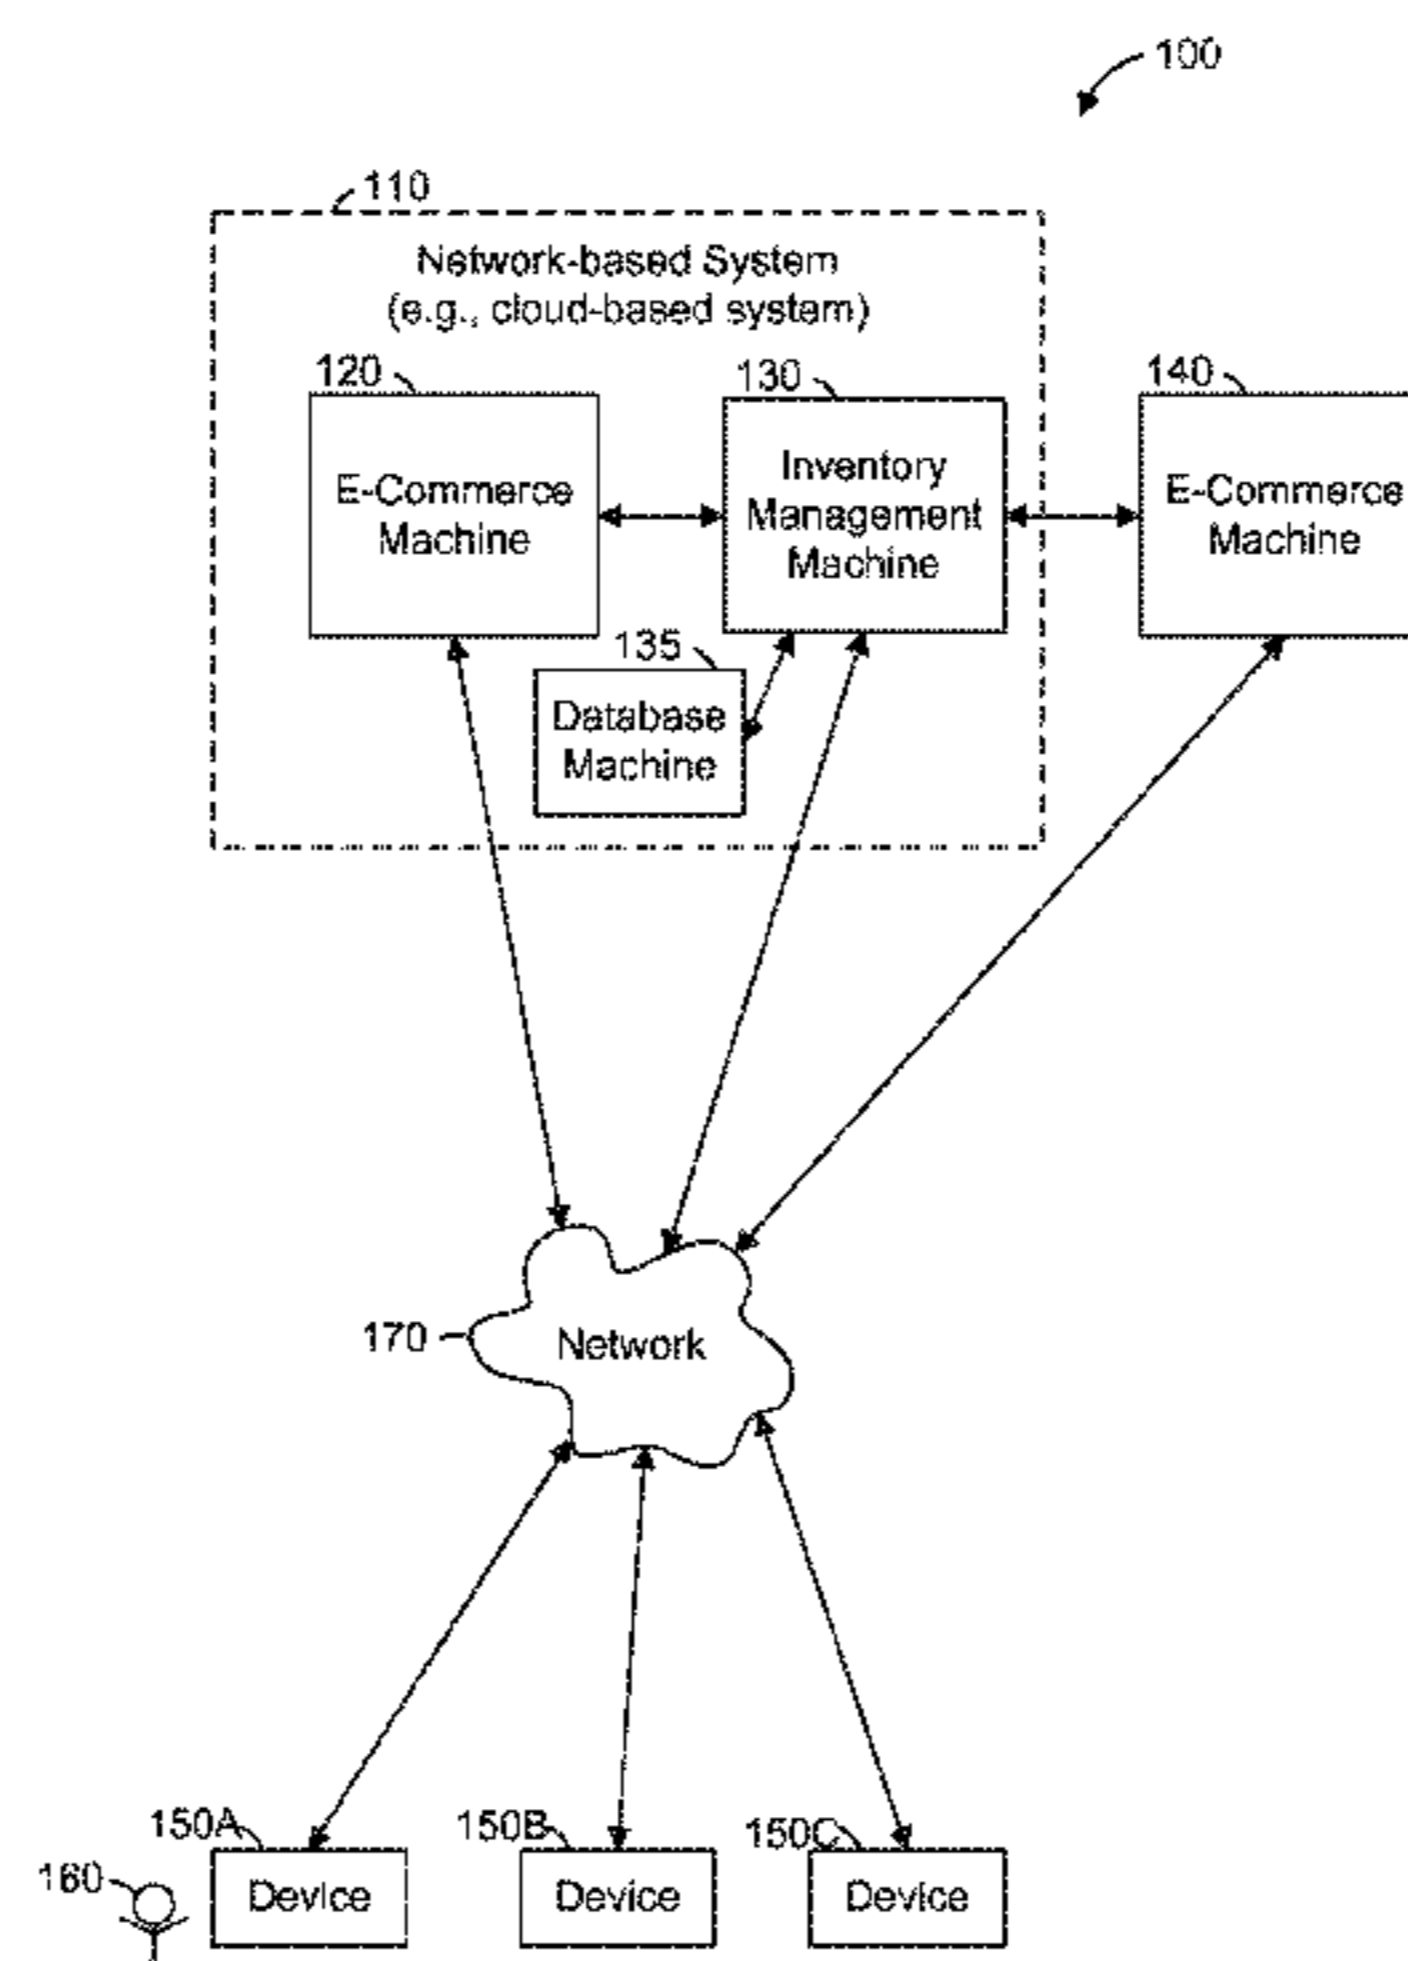 100
110
Network-based System
(e.g., cloud-based system)
120
130
140
E-Commerce
Machine
Inventory
Management
Machine
E-Commerce
Machine
135
Database
Machine
170
Network
150A
150B
150C
160
Device
Device
Device